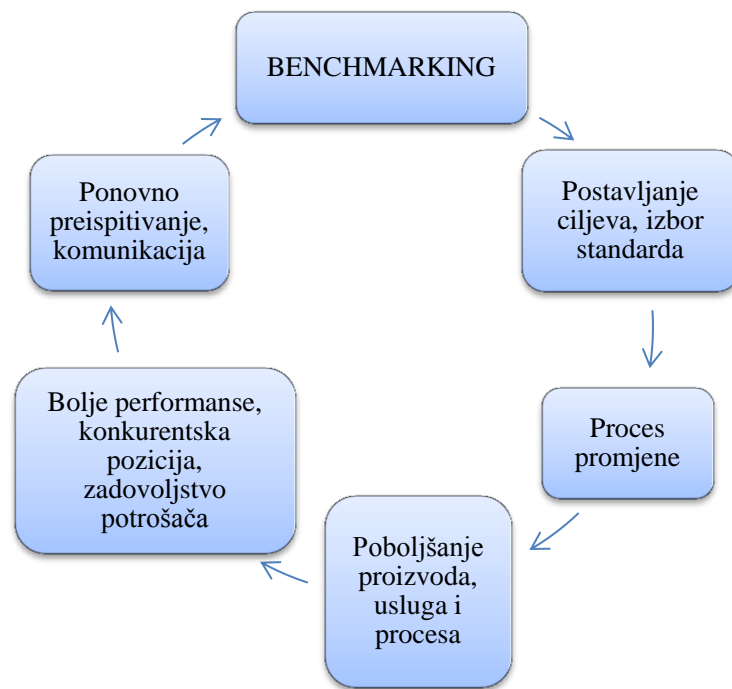 BENCHMARKING
Postavljanje
ciljeva, izbor
standarda
Proces
promjene
Poboljšanje
proizvoda,
usluga i
procesa
Bolje performanse,
konkurentska
pozicija,
zadovoljstvo
potrošača
Ponovno
preispitivanje,
komunikacija